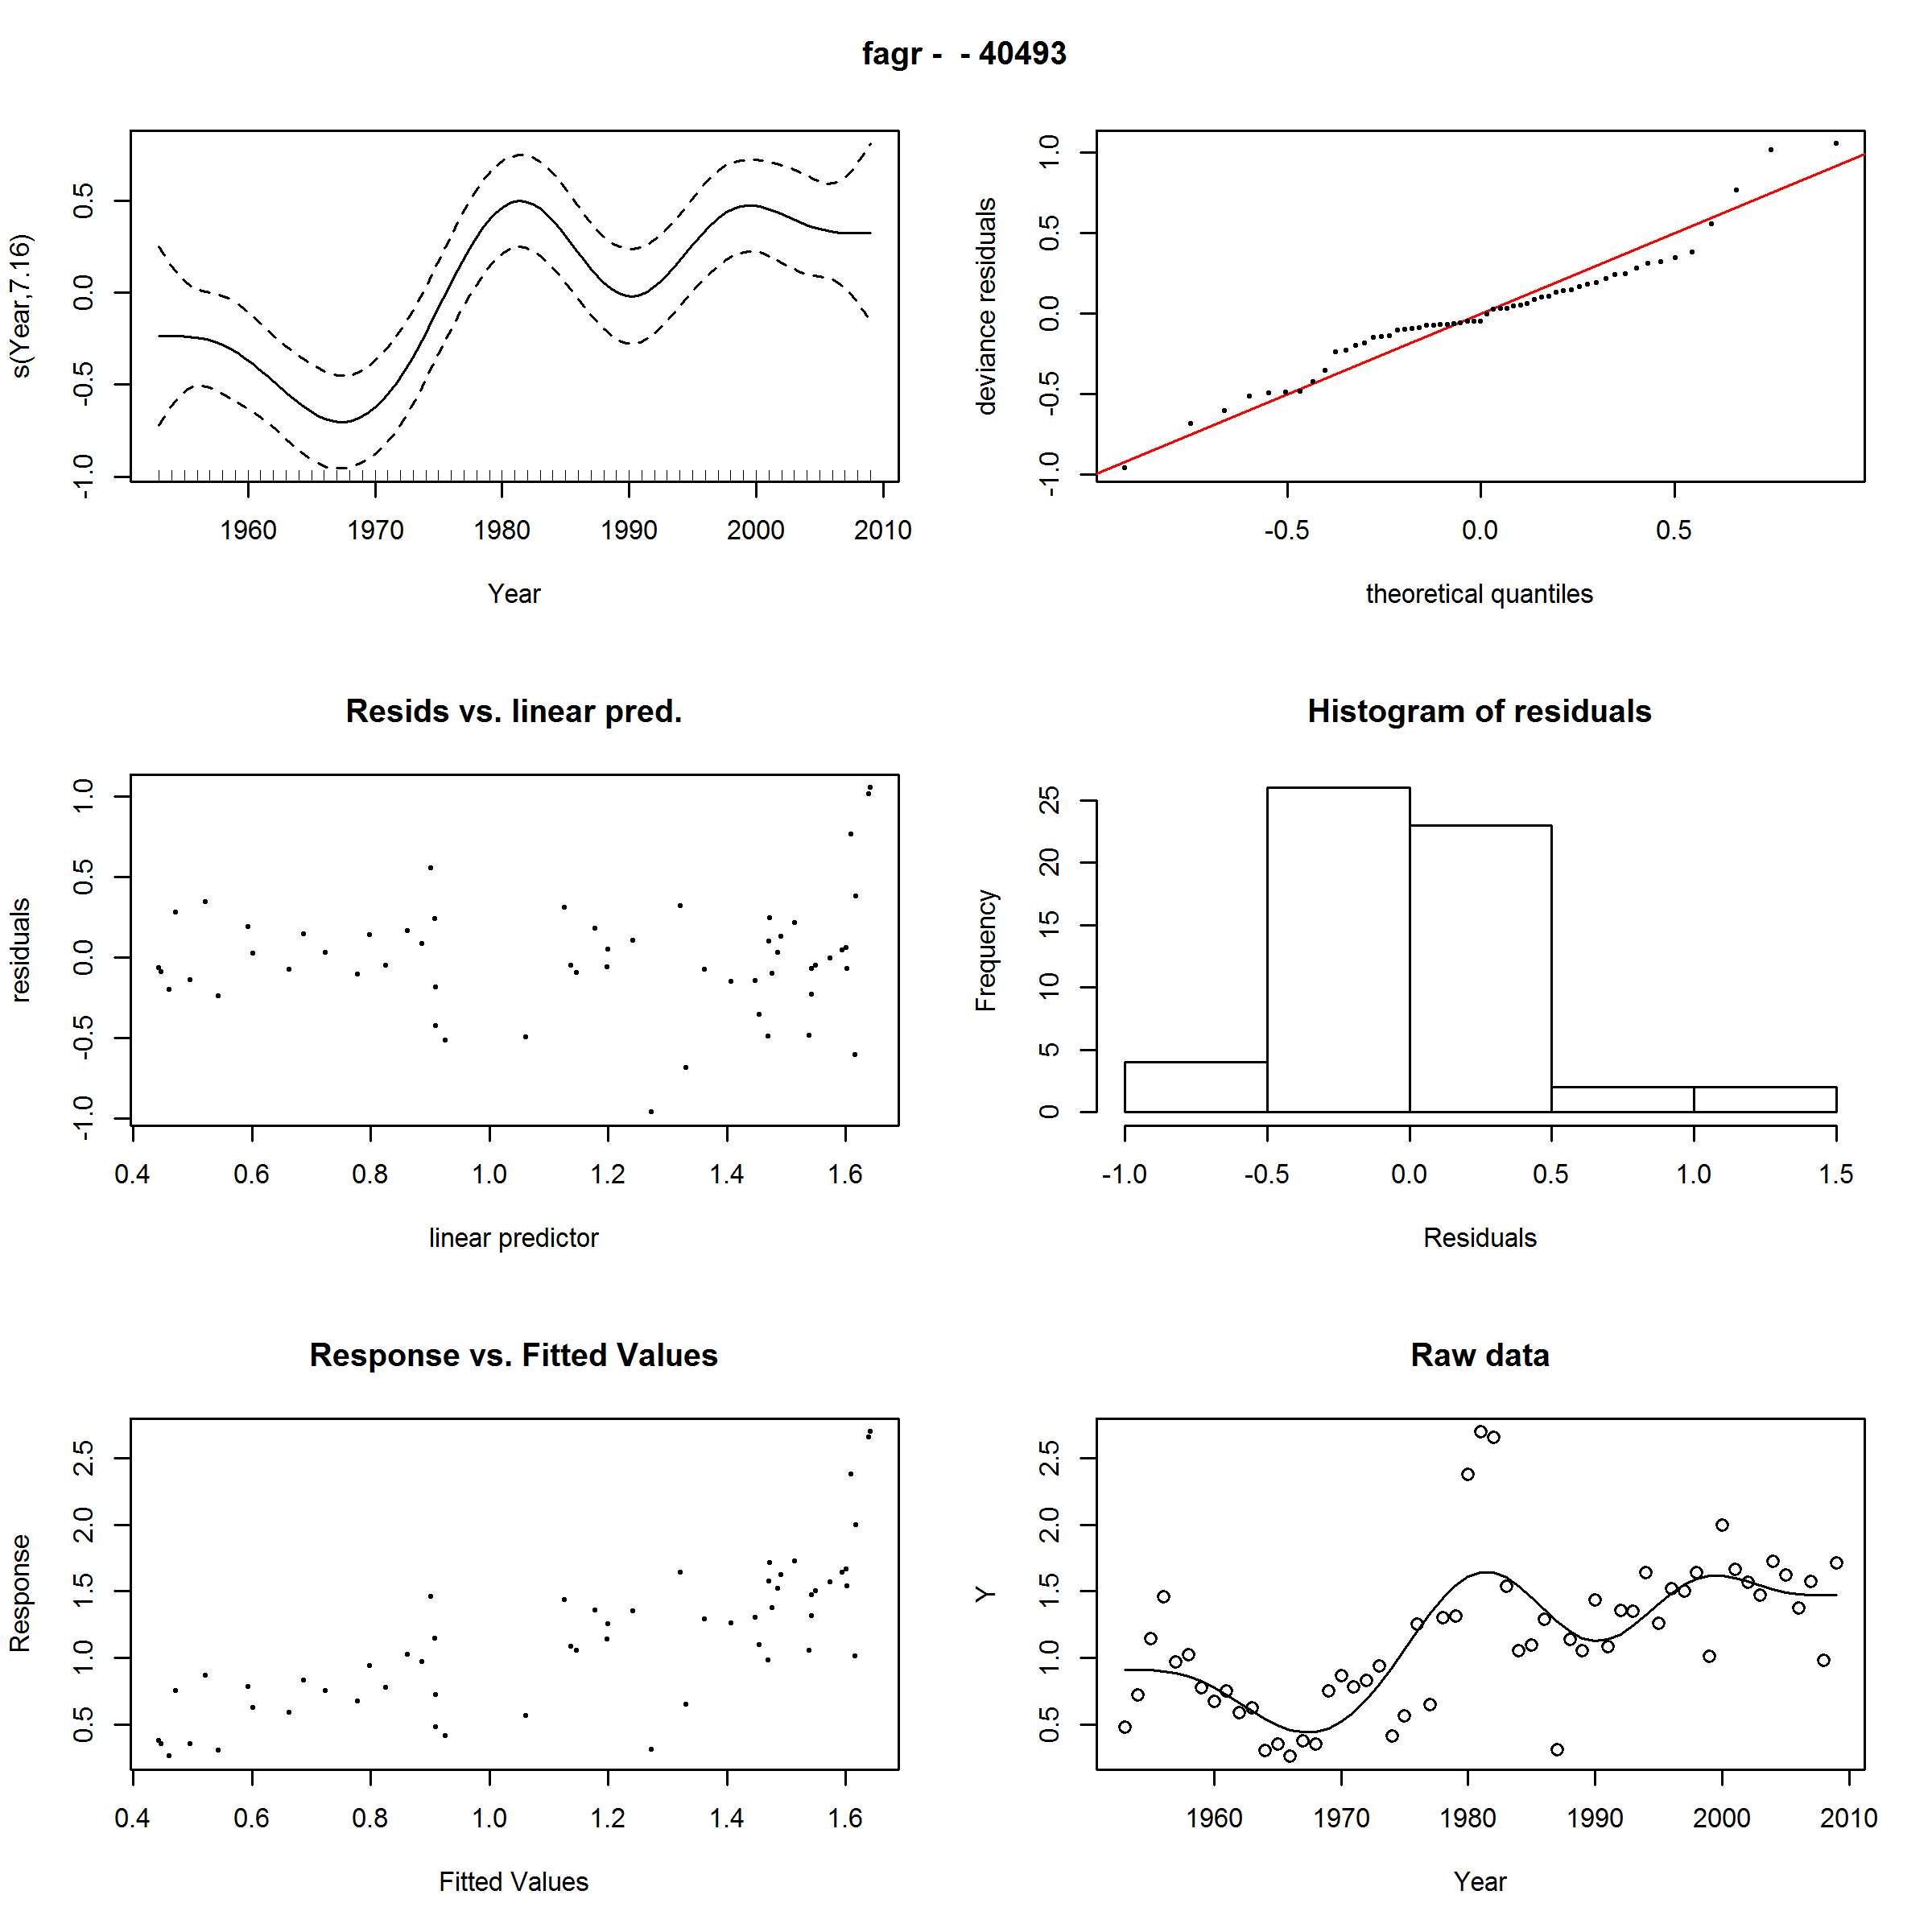 fagr -  - 40493
s(Year,7.16)
-1.0 -0.5 0.0 0.5
1960 1970 1980 1990 2000 2010
Year
deviance residuals
-1.0 -0.5 0.0 0.5 1.0
-0.5 0.0 0.5
theoretical quantiles
Resids vs. linear pred.
residuals
-1.0 -0.5 0.0 0.5 1.0
0.4 0.6 0.8 1.0 1.2 1.4 1.6
linear predictor
Histogram of residuals
Frequency
0 5 10 15 20 25
-1.0 -0.5 0.0 0.5 1.0 1.5
Residuals
Response vs. Fitted Values
Response
0.5 1.0 1.5 2.0 2.5
0.4 0.6 0.8 1.0 1.2 1.4 1.6
Fitted Values
Raw data
Y
0.5 1.0 1.5 2.0 2.5
1960 1970 1980 1990 2000 2010
Year